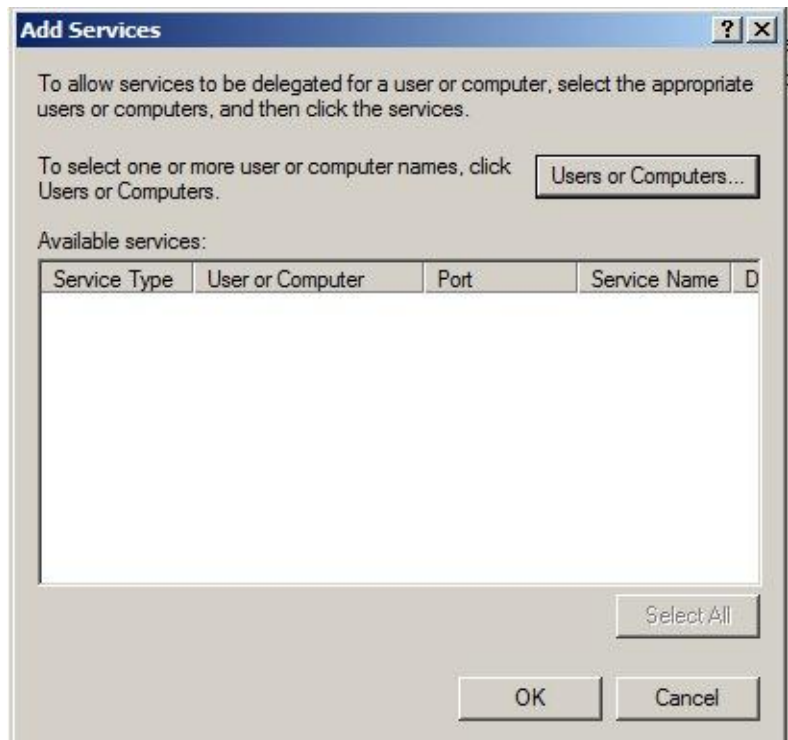 Add Services
To allow services to be delegated for a user or computer, select the appropriate
users or computers, and then click the services.
To select one or more user or computer names, click
Users or Computers.
Users or Computers...
Available services:
Service Type User or Computer Port Service Name D
Select All
OK Cancel